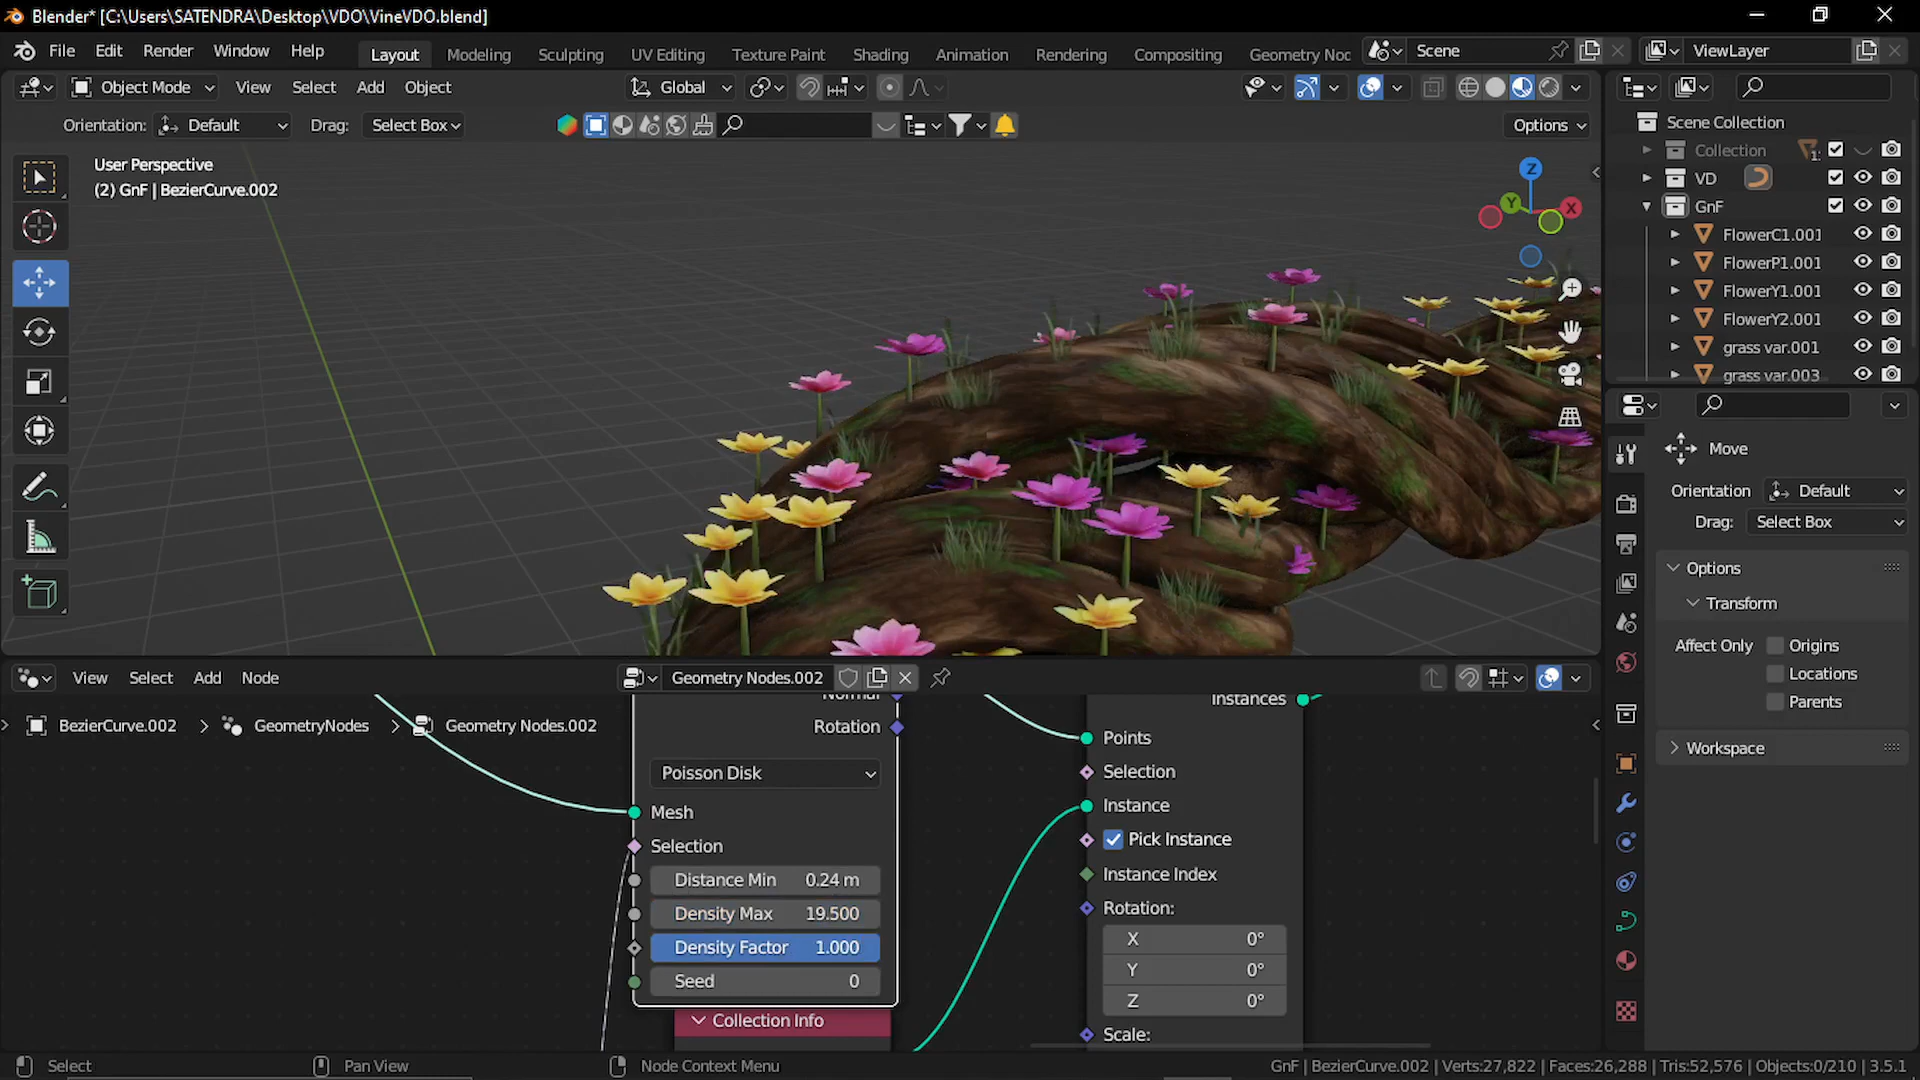 Blender* [C:\Users\SATENDRA\Desktop\VDO\VineVDO.blend]
File Edit Render Window Help Layout Modeling Sculpting UV Editing Texture Paint Shading Animation Rendering Compositing Geometry Noc Scene ViewLayer
Object Mode View Select Add Object Global
Orientation: Default Drag: Select Box Options
User Perspective
(2) GnF | BezierCurve.002
Z
Y
X
Scene Collection
Collection
VD
GnF
FlowerC1.001
FlowerP1.001
FlowerY1.001
FlowerY2.001
grass var.001
grass var.003
Move
Orientation Default
Drag: Select Box
Options
Transform
Affect Only Origins
Locations
Parents
Workspace
View Select Add Node Geometry Nodes.002
BezierCurve.002 > GeometryNodes > Geometry Nodes.002
Normal
Rotation
Poisson Disk
Mesh
Selection
Distance Min 0.24 m
Density Max 19.500
Density Factor 1.000
Seed 0
Collection Info
Instances
Points
Selection
Instance
Pick Instance
Instance Index
Rotation:
X 0°
Y 0°
Z 0°
Scale:
Select Pan View Node Context Menu GnF | BezierCurve.002 | Verts:27,822 | Faces:26,288 | Tris:52,576 | Objects:0/210 | 3.5.1